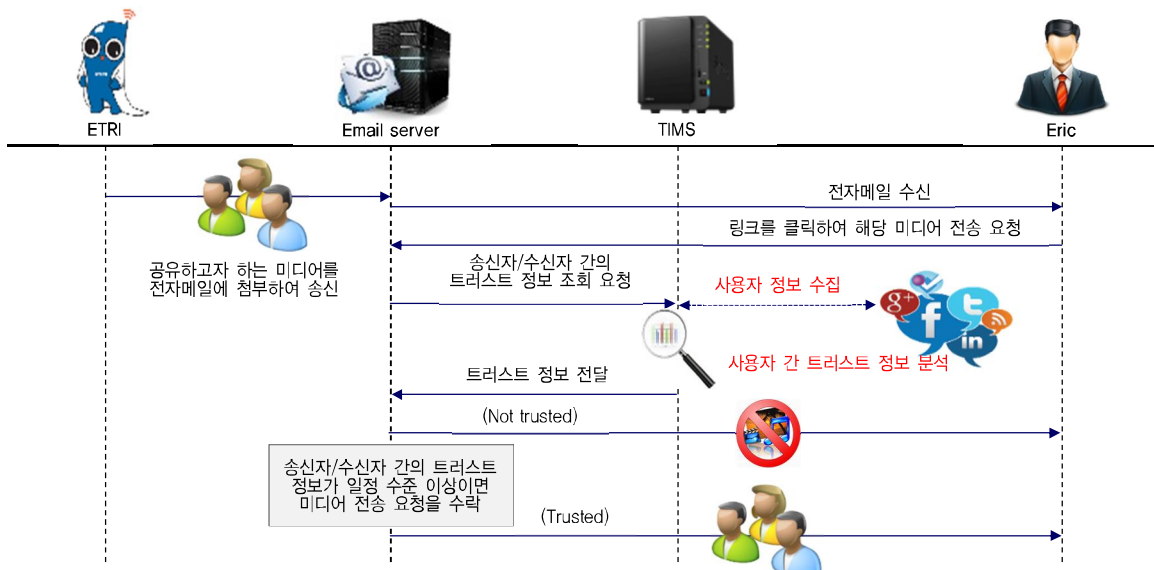 ETRI
Email server
TIMS
Eric
전자메일 수신
링크를 클릭하여 해당 미디어 전송 요청
공유하고자 하는 미디어를
전자메일에 첨부하여 송신
송신자/수신자 간의
트러스트 정보 조회 요청
사용자 정보 수집
g+
f
t
in
사용자 간 트러스트 정보 분석
트러스트 정보 전달
(Not trusted)
송신자/수신자 간의 트러스트
정보가 일정 수준 이상이면
미디어 전송 요청을 수락
(Trusted)